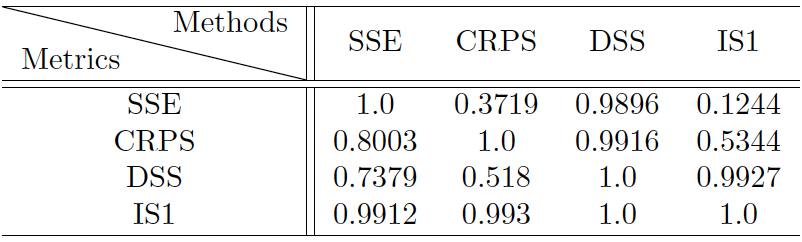 Methods
Metrics SSE CRPS DSS IS1
SSE 1.0 0.3719 0.9896 0.1244
CRPS 0.8003 1.0 0.9916 0.5344
DSS 0.7379 0.518 1.0 0.9927
IS1 0.9912 0.993 1.0 1.0